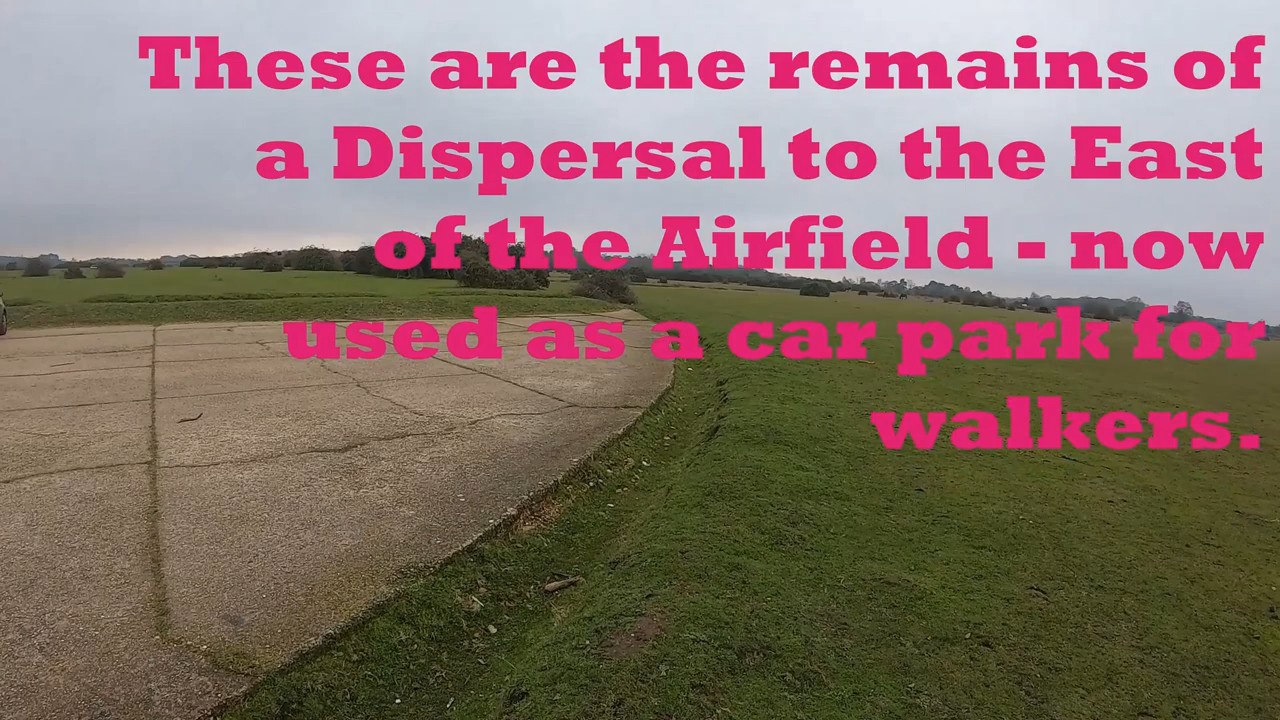 These are the remains of
a Dispersal to the East
of the Airfield - now
used as a car park for
walkers.